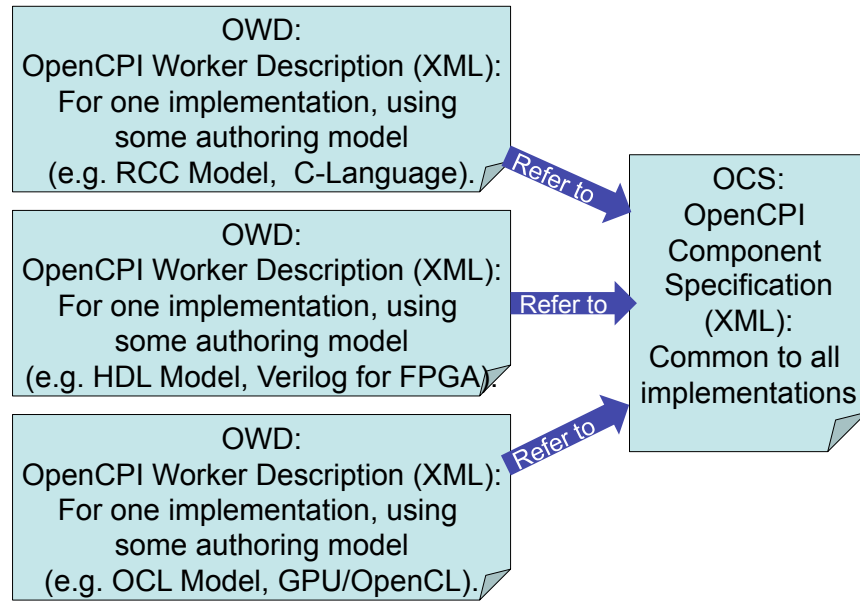 OWD:
OpenCPI Worker Description (XML):
For one implementation, using
some authoring model
(e.g. RCC Model, C-Language).
Refer to
OWD:
OpenCPI Worker Description (XML):
For one implementation, using
some authoring model
(e.g. HDL Model, Verilog for FPGA).
Refer to
OWD:
OpenCPI Worker Description (XML):
For one implementation, using
some authoring model
(e.g. OCL Model, GPU/OpenCL).
Refer to
OCS:
OpenCPI
Component
Specification
(XML):
Common to all
implementations